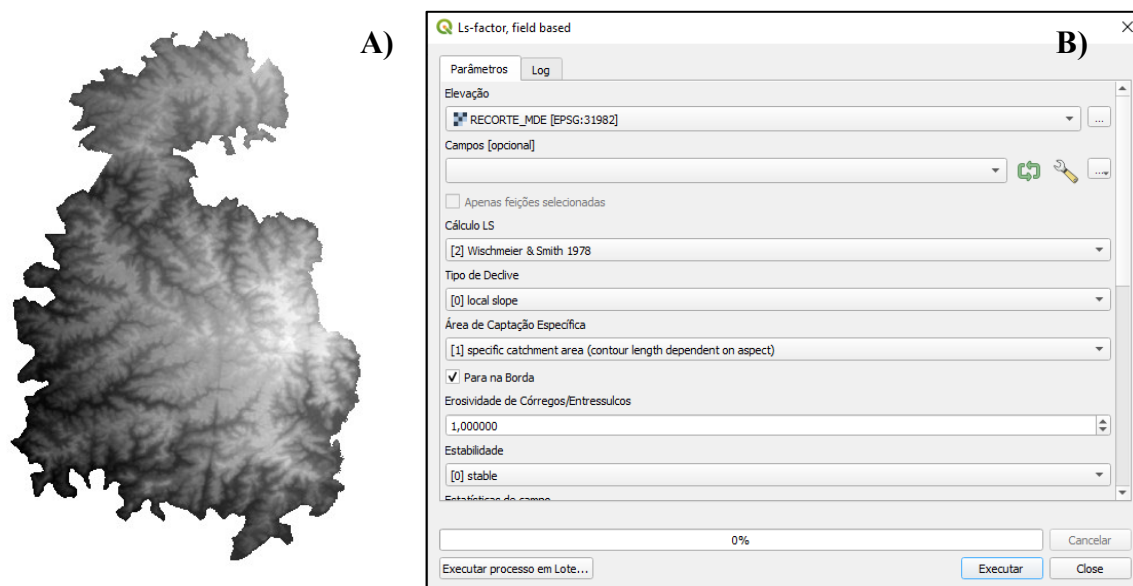 A)
Ls-factor, field based
B)
Parâmetros
Log
Elevação
RECORTE_MDE [EPSG:31982]
...
Campos [opcional]
...
Apenas feições selecionadas
Cálculo LS
[2] Wischmeier & Smith 1978
Tipo de Declive
[0] local slope
Área de Captação Específica
[1] specific catchment area (contour length dependent on aspect)
Para na Borda
Erosividade de Córregos/Entressulcos
1,000000
Estabilidade
[0] stable
Estatísticas de campo
0%
Cancelar
Executar processo em Lote...
Executar
Close